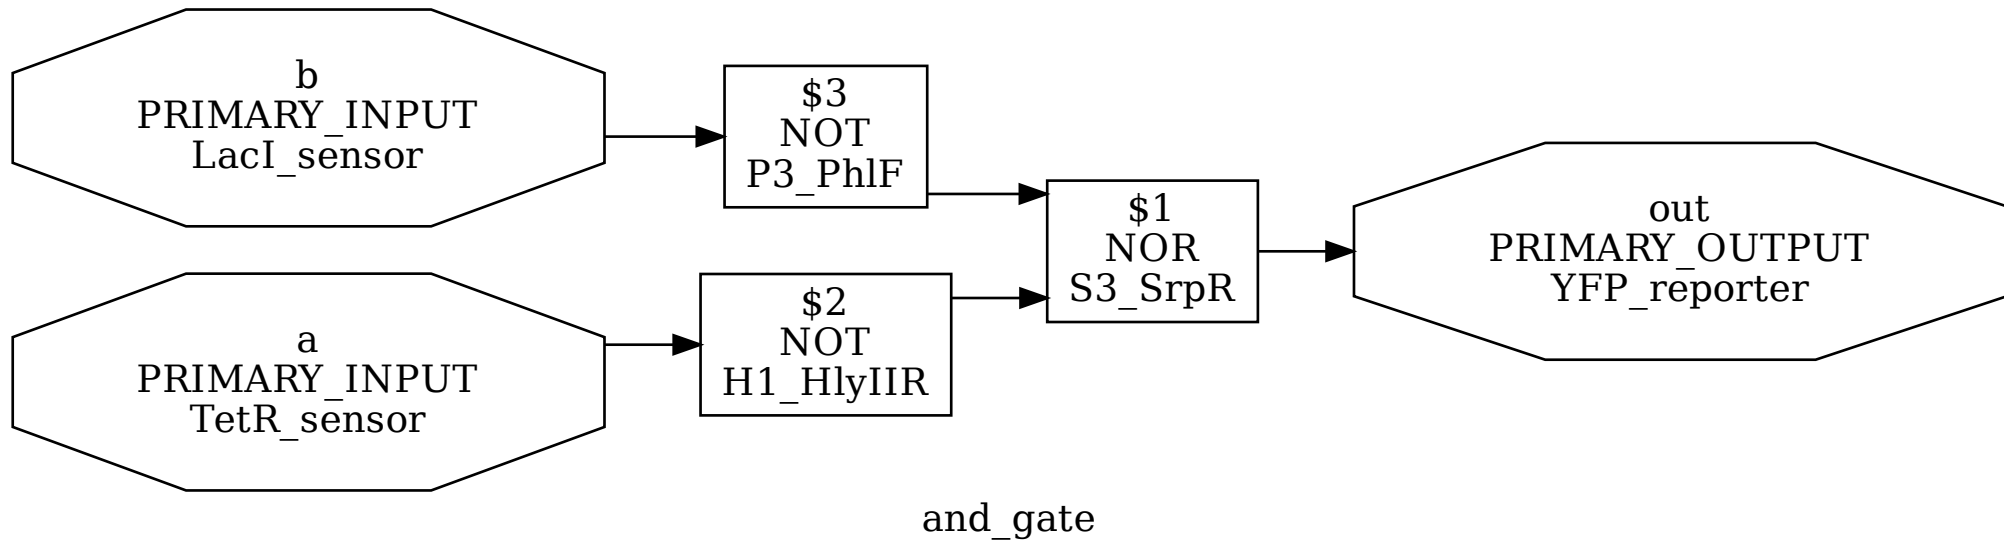 b
PRIMARY_INPUT
LacI_sensor
$3
NOT
P3_PhlF
a
PRIMARY_INPUT
TetR_sensor
$2
NOT
H1_HlyIIR
$1
NOR
S3_SrpR
out
PRIMARY_OUTPUT
YFP_reporter
and_gate